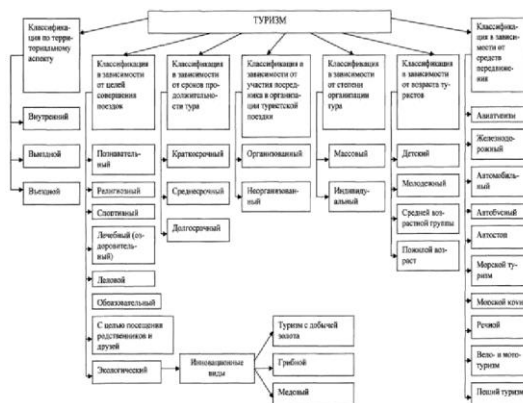 ТУРИЗМ
Классифика-
ция по терри-
ториальному
аспекту
Внутренний
Выездной
Въездной
Классификация
в зависимости
от целей
совершения
поездок
Познаватель-
ный
Религиозный
Спортивный
Лечебный (оз-
доровитель-
ный)
Деловой
Образовательный
С целью посещения
родственников и
друзей
Экологический
Инновационные
виды
Туризм с добычей
золота
Грибной
Медовый
Классификация
в зависимости
от сроков про-
должительнос-
ти тура
Краткосрочный
Среднесрочный
Долгосрочный
Классификация в
зависимости от
участия посред-
ника в организа-
ции туристской
поездки
Организованный
Неорганизован-
ный
Классификация
в зависимости
от степени
организации
тура
Массовый
Индивиду-
альный
Классификация
в зависимости
от возраста ту-
ристов
Детский
Молодежный
Средней воз-
растной группы
Пожилой воз-
раст
Классифика-
ция в зависи-
мости от
средств
передвиже-
ния
Авиатуризм
Железнодо-
рожный
Автомобиль-
ный
Автобусный
Автостоп
Морской ту-
ризм
Морской круиз
Речной
Вело- и мото-
туризм
Пеший туризм